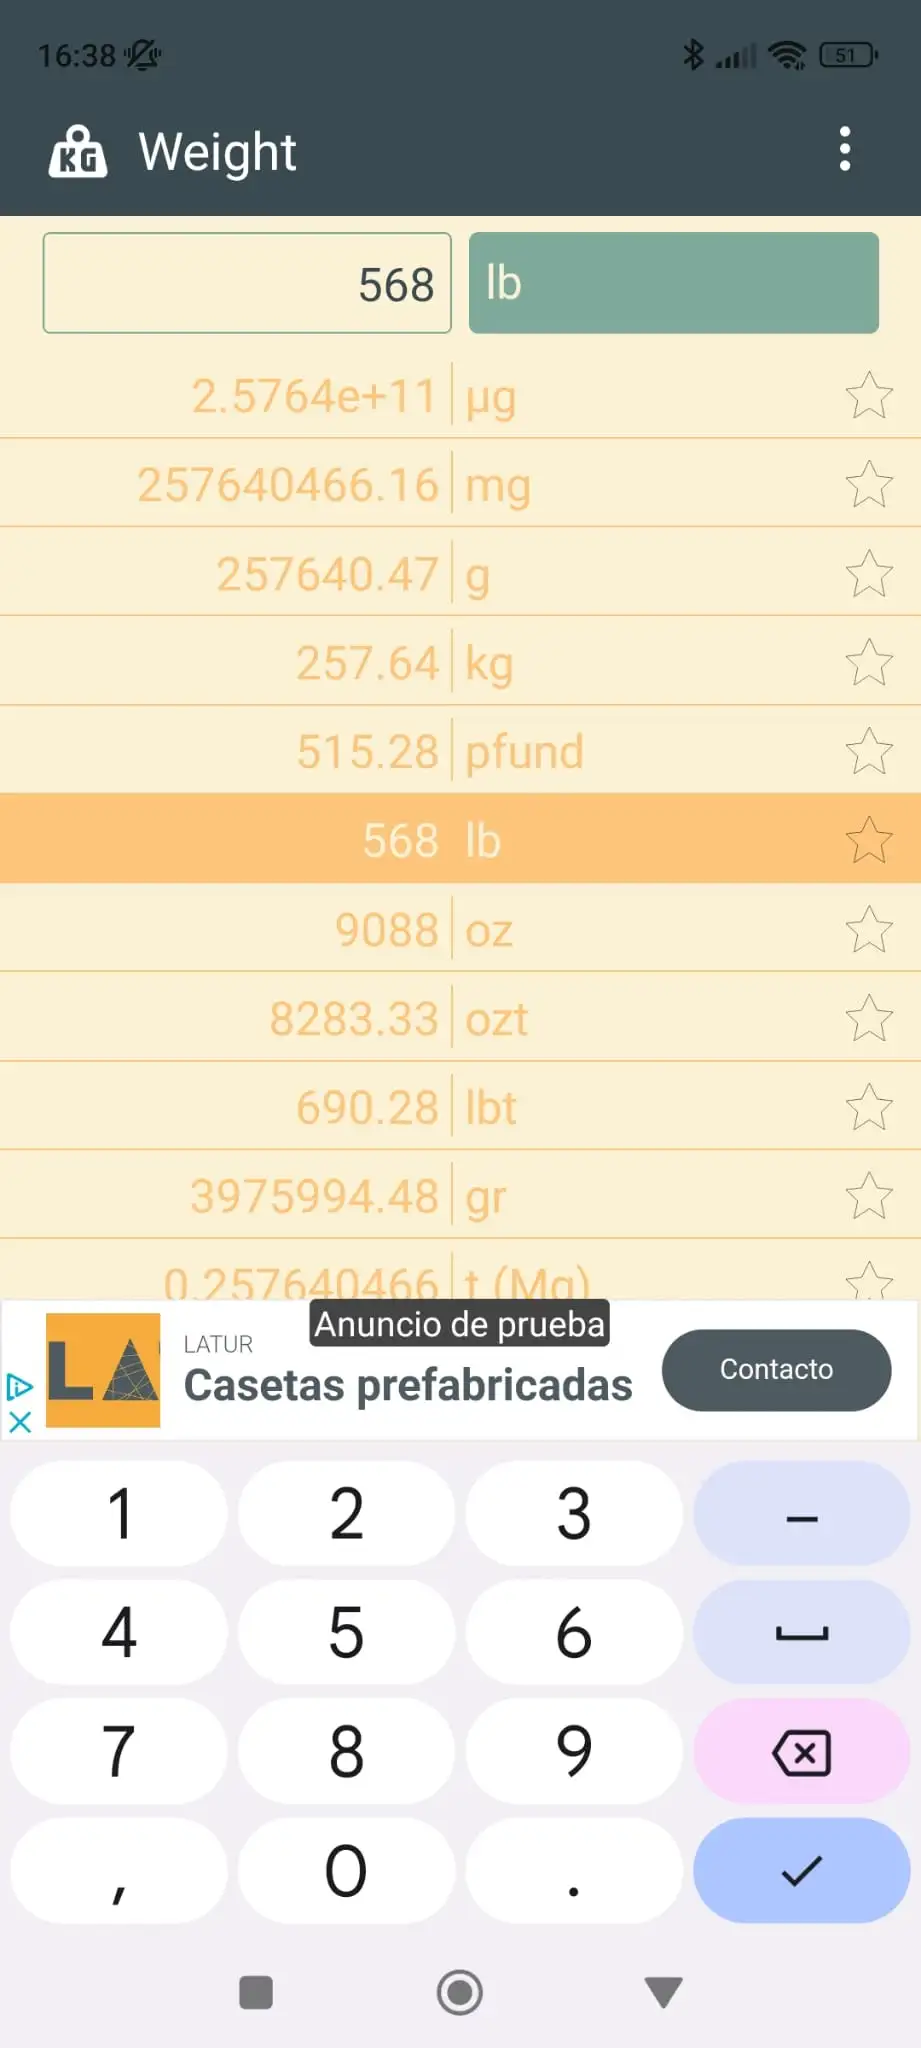 16:38 51
KG Weight
568 lb
2.5764e+11 µg
257640466.16 mg
257640.47 g
257.64 kg
515.28 pfund
568 lb
9088 oz
8283.33 ozt
690.28 lbt
3975994.48 gr
0.257640466 t (Mg)
Anuncio de prueba
LA
LATUR
Casetas prefabricadas
Contacto
1 2 3 –
4 5 6
7 8 9
, 0 .